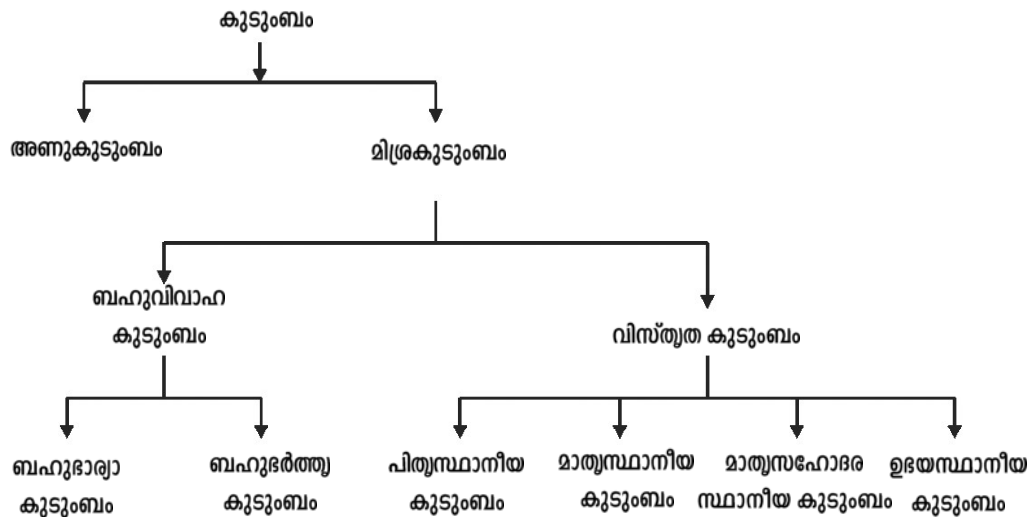 കുടുംബം
അണുകുടുംബം
മിശ്രകുടുംബം
ബഹുവിവാഹ
കുടുംബം
വിസ്തൃത കുടുംബം
ബഹുഭാര്യാ
കുടുംബം
ബഹുഭർത്തൃ
കുടുംബം
പിതൃസ്ഥാനീയ
കുടുംബം
മാതൃസ്ഥാനീയ
കുടുംബം
മാതൃസഹോദര
സ്ഥാനീയ കുടുംബം
ഉഭയസ്ഥാനീയ
കുടുംബം